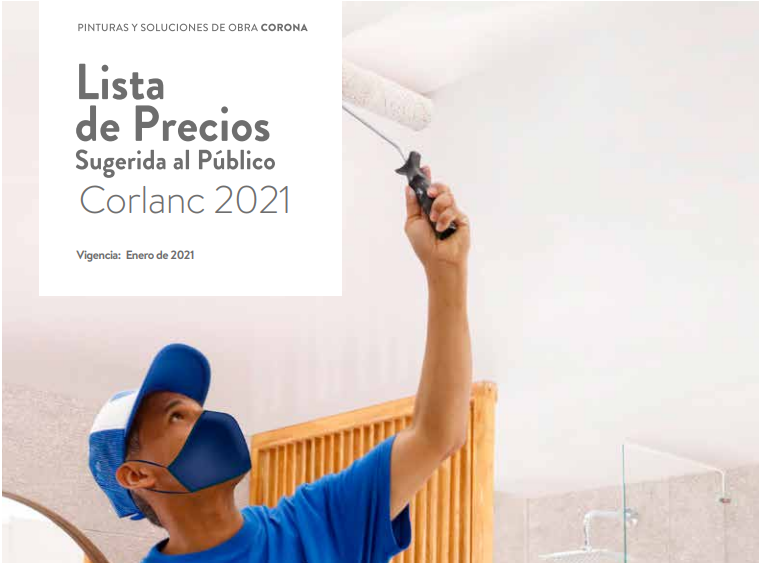 PINTURAS Y SOLUCIONES DE OBRA CORONA
Lista
de Precios
Sugerida al Público
Corlanc 2021
Vigencia: Enero de 2021